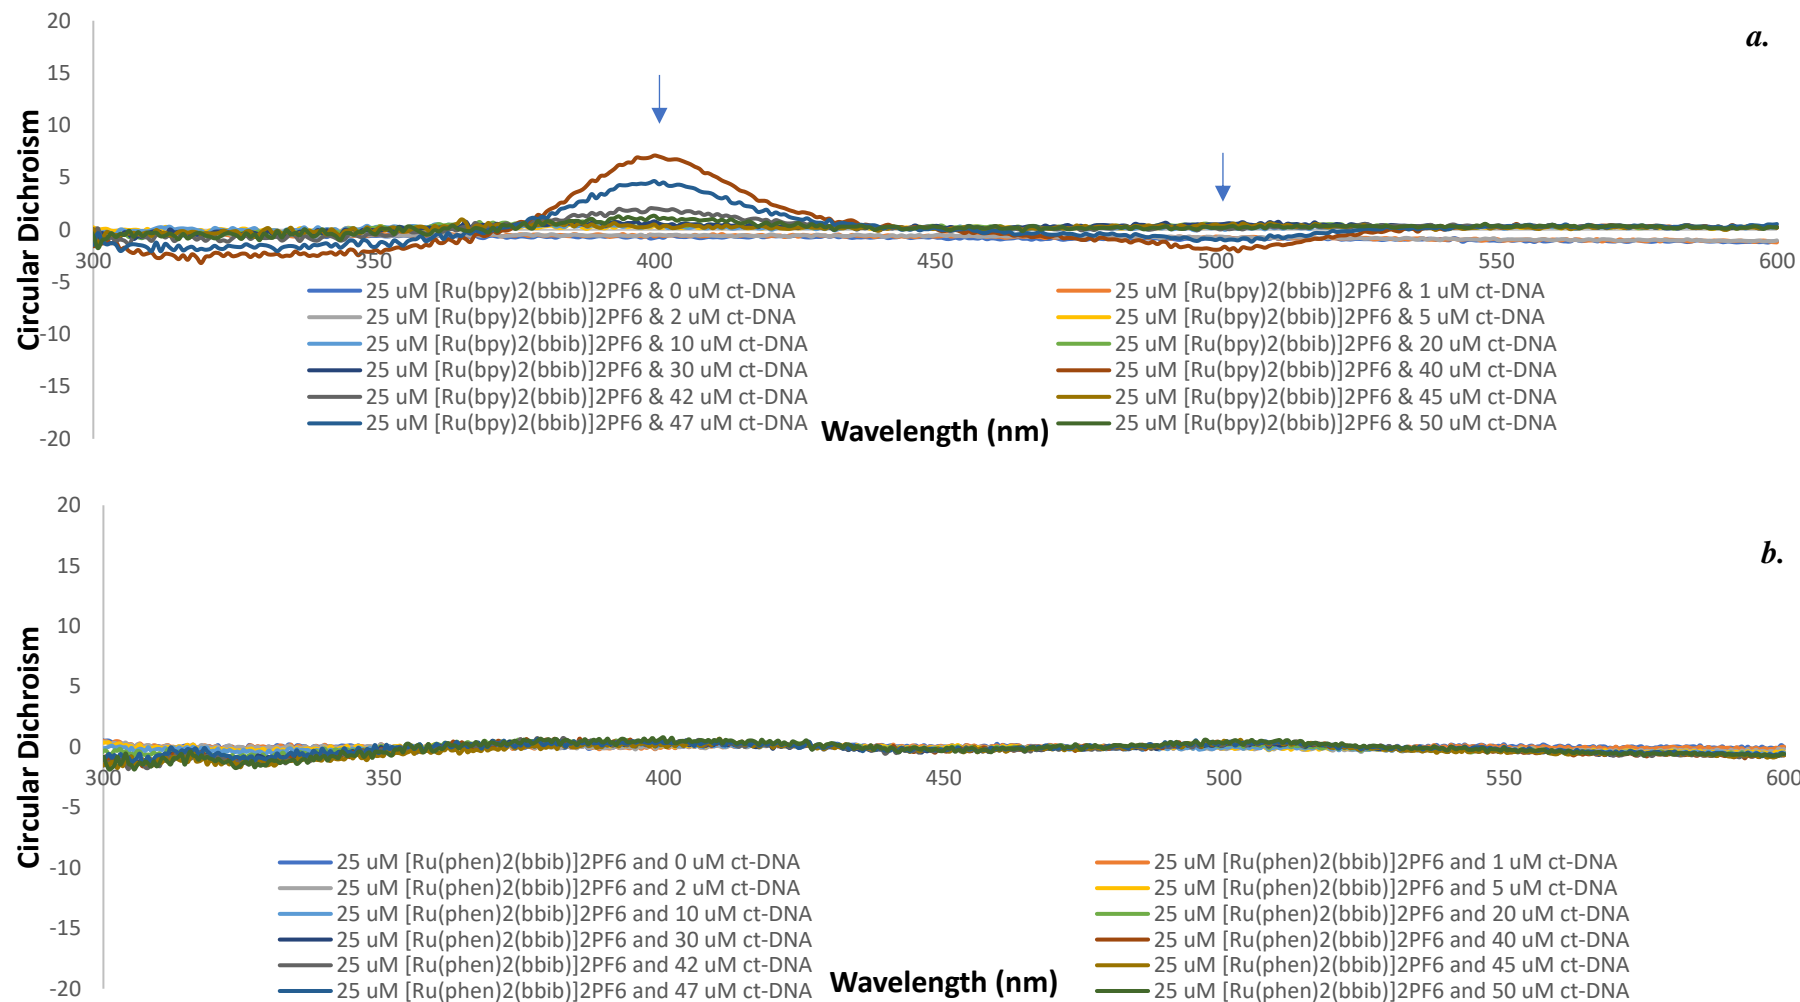 a.
20
15
10
5
0
-5
-10
-15
-20
Circular Dichroism
300 350 400 450 500 550 600
25 uM [Ru(bpy)2(bbib)]2PF6 & 0 uM ct-DNA 25 uM [Ru(bpy)2(bbib)]2PF6 & 1 uM ct-DNA
25 uM [Ru(bpy)2(bbib)]2PF6 & 2 uM ct-DNA 25 uM [Ru(bpy)2(bbib)]2PF6 & 5 uM ct-DNA
25 uM [Ru(bpy)2(bbib)]2PF6 & 10 uM ct-DNA 25 uM [Ru(bpy)2(bbib)]2PF6 & 20 uM ct-DNA
25 uM [Ru(bpy)2(bbib)]2PF6 & 30 uM ct-DNA 25 uM [Ru(bpy)2(bbib)]2PF6 & 40 uM ct-DNA
25 uM [Ru(bpy)2(bbib)]2PF6 & 42 uM ct-DNA 25 uM [Ru(bpy)2(bbib)]2PF6 & 45 uM ct-DNA
25 uM [Ru(bpy)2(bbib)]2PF6 & 47 uM ct-DNA 25 uM [Ru(bpy)2(bbib)]2PF6 & 50 uM ct-DNA
Wavelength (nm)
b.
20
15
10
5
0
-5
-10
-15
-20
Circular Dichroism
300 350 400 450 500 550 600
25 uM [Ru(phen)2(bbib)]2PF6 and 0 uM ct-DNA 25 uM [Ru(phen)2(bbib)]2PF6 and 1 uM ct-DNA
25 uM [Ru(phen)2(bbib)]2PF6 and 2 uM ct-DNA 25 uM [Ru(phen)2(bbib)]2PF6 and 5 uM ct-DNA
25 uM [Ru(phen)2(bbib)]2PF6 and 10 uM ct-DNA 25 uM [Ru(phen)2(bbib)]2PF6 and 20 uM ct-DNA
25 uM [Ru(phen)2(bbib)]2PF6 and 30 uM ct-DNA 25 uM [Ru(phen)2(bbib)]2PF6 and 40 uM ct-DNA
25 uM [Ru(phen)2(bbib)]2PF6 and 42 uM ct-DNA 25 uM [Ru(phen)2(bbib)]2PF6 and 45 uM ct-DNA
25 uM [Ru(phen)2(bbib)]2PF6 and 47 uM ct-DNA 25 uM [Ru(phen)2(bbib)]2PF6 and 50 uM ct-DNA
Wavelength (nm)